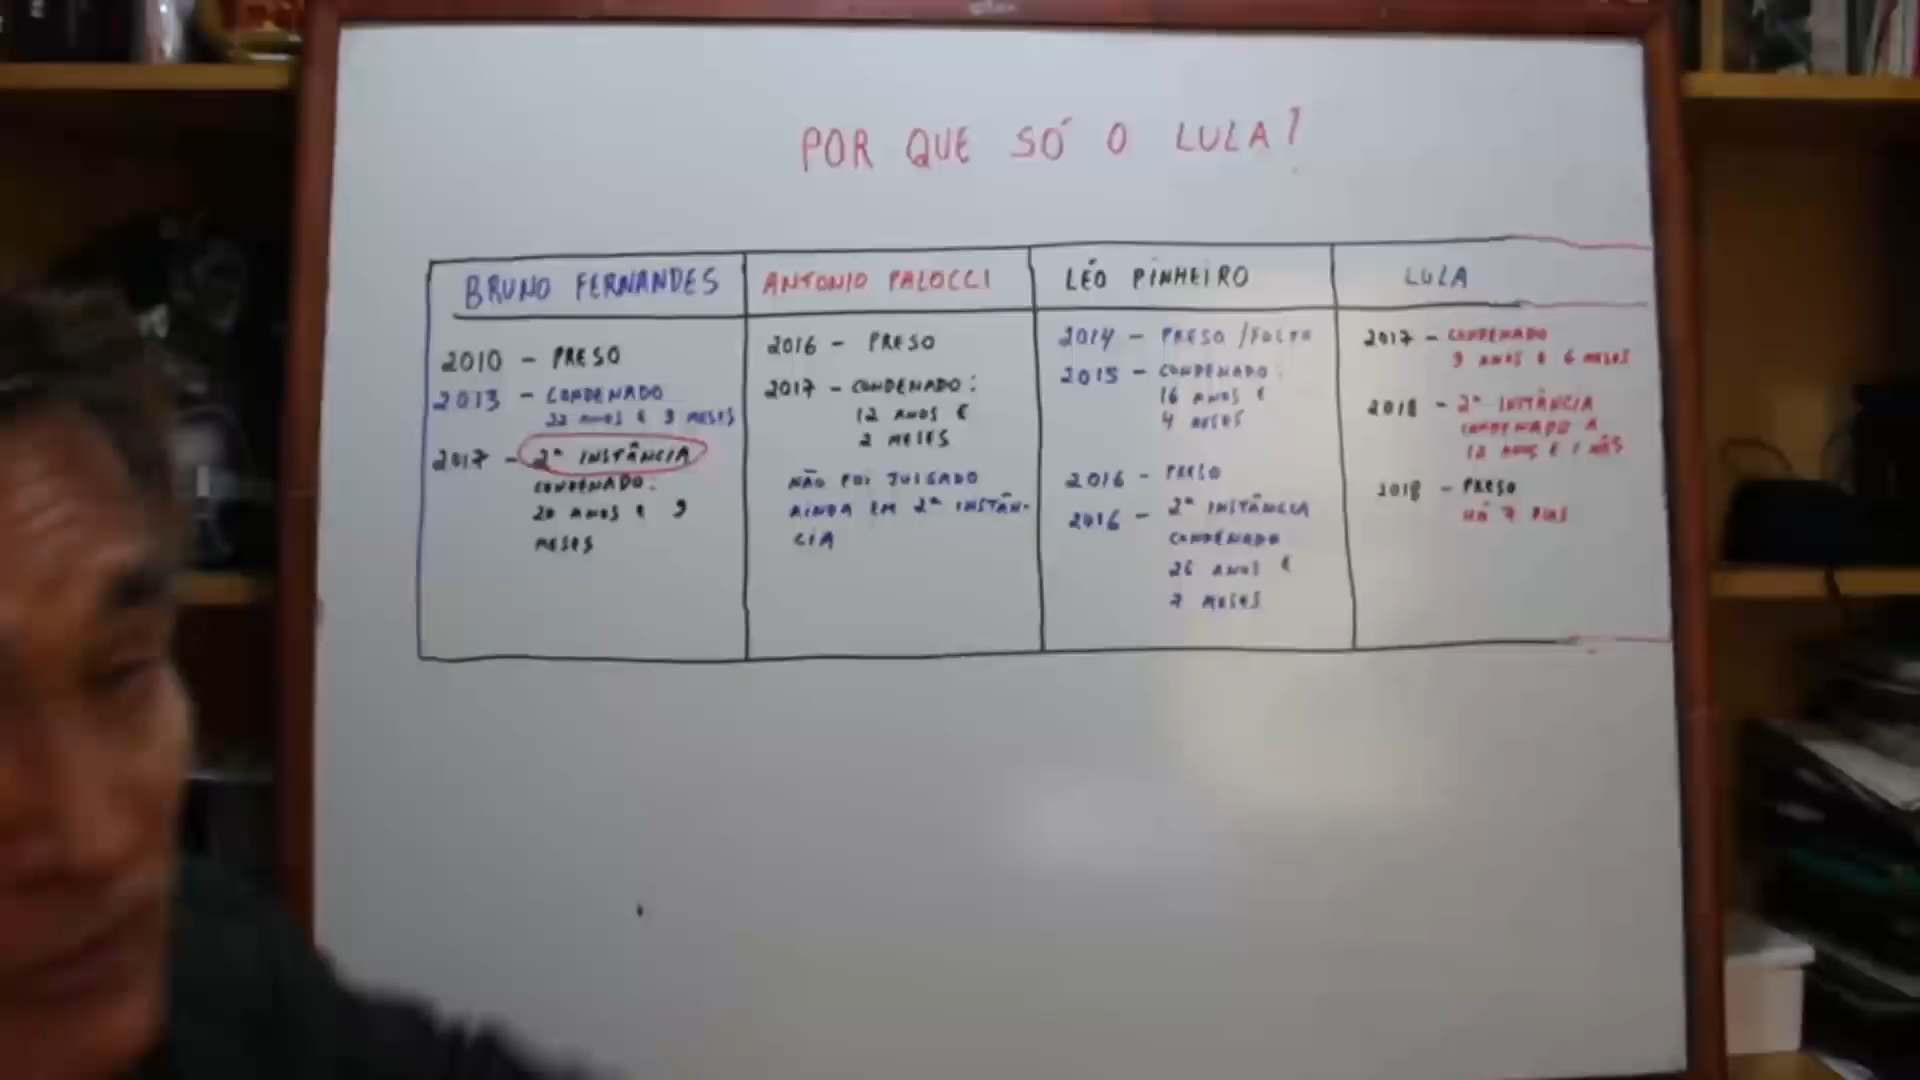 POR QUE SÓ O LULA?
BRUNO FERNANDES
2010 - PRESO
2013 - CONDENADO
22 ANOS E 3 MESES
2017 - 2ª INSTÂNCIA
CONDENADO:
20 ANOS E 9
MESES
ANTONIO PALOCCI
2016 - PRESO
2017 - CONDENADO:
12 ANOS E
2 MESES
NÃO FOI JULGADO
AINDA EM 2ª INSTÂN-
CIA
LÉO PINHEIRO
2014 - PRESO / SOLTO
2015 - CONDENADO:
16 ANOS E
4 MESES
2016 - PRESO
2016 - 2ª INSTÂNCIA
CONDENADO
26 ANOS E
7 MESES
LULA
2017 - CONDENADO
9 ANOS E 6 MESES
2018 - 2ª INSTÂNCIA
CONDENADO A
12 ANOS E 1 MÊS
2018 - PRESO
HÁ 7 DIAS